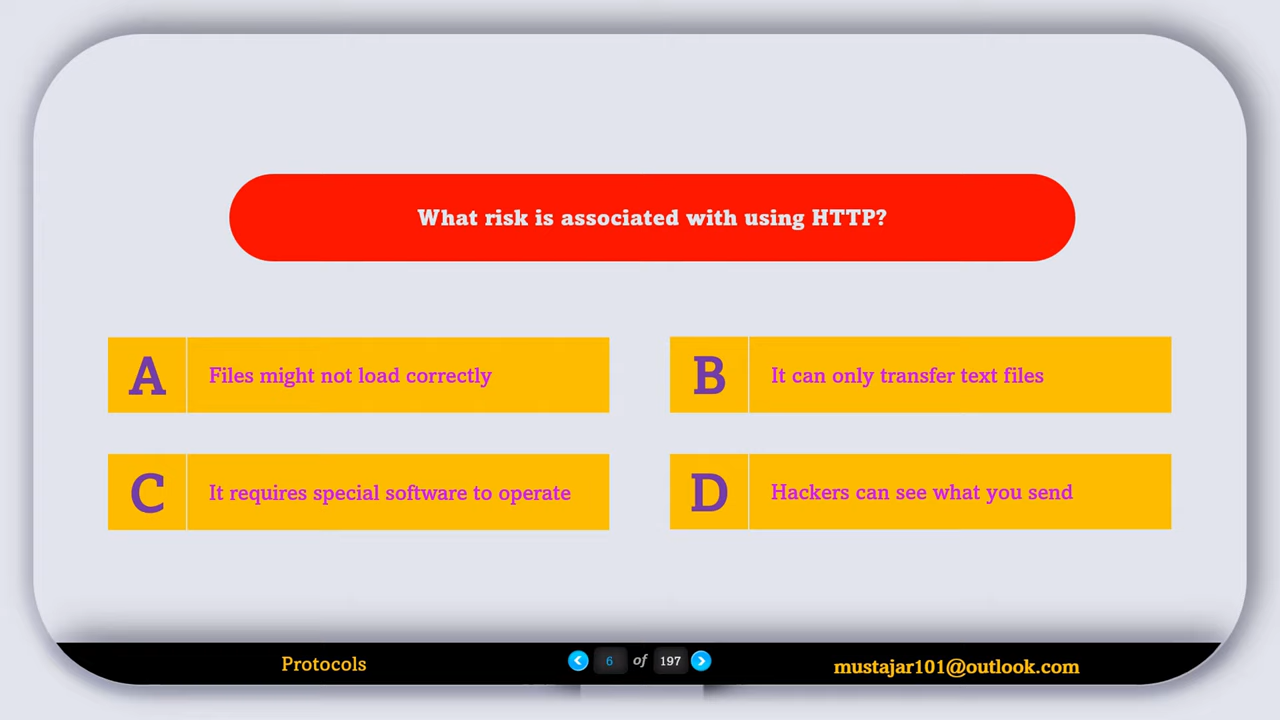 What risk is associated with using HTTP?
A Files might not load correctly
B It can only transfer text files
C It requires special software to operate
D Hackers can see what you send
Protocols
6 of 197
mustajar101@outlook.com